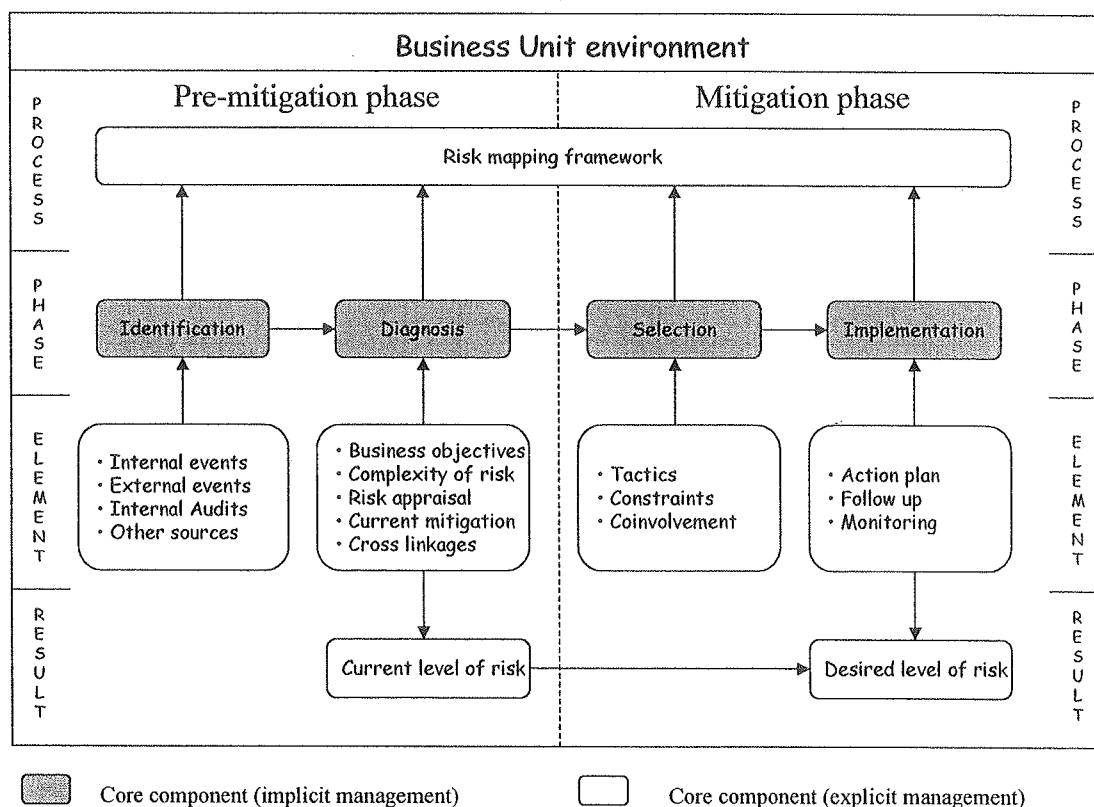 Business Unit environment
Pre-mitigation phase
Mitigation phase
PROCESS
PROCESS
Risk mapping framework
PHASE
PHASE
Identification
Diagnosis
Selection
Implementation
ELEMENT
ELEMENT
· Internal events
· External events
· Internal Audits
· Other sources
· Business objectives
· Complexity of risk
· Risk appraisal
· Current mitigation
· Cross linkages
· Tactics
· Constraints
· Coinvolvement
· Action plan
· Follow up
· Monitoring
RESULT
RESULT
Current level of risk
Desired level of risk
Core component (implicit management)
Core component (explicit management)